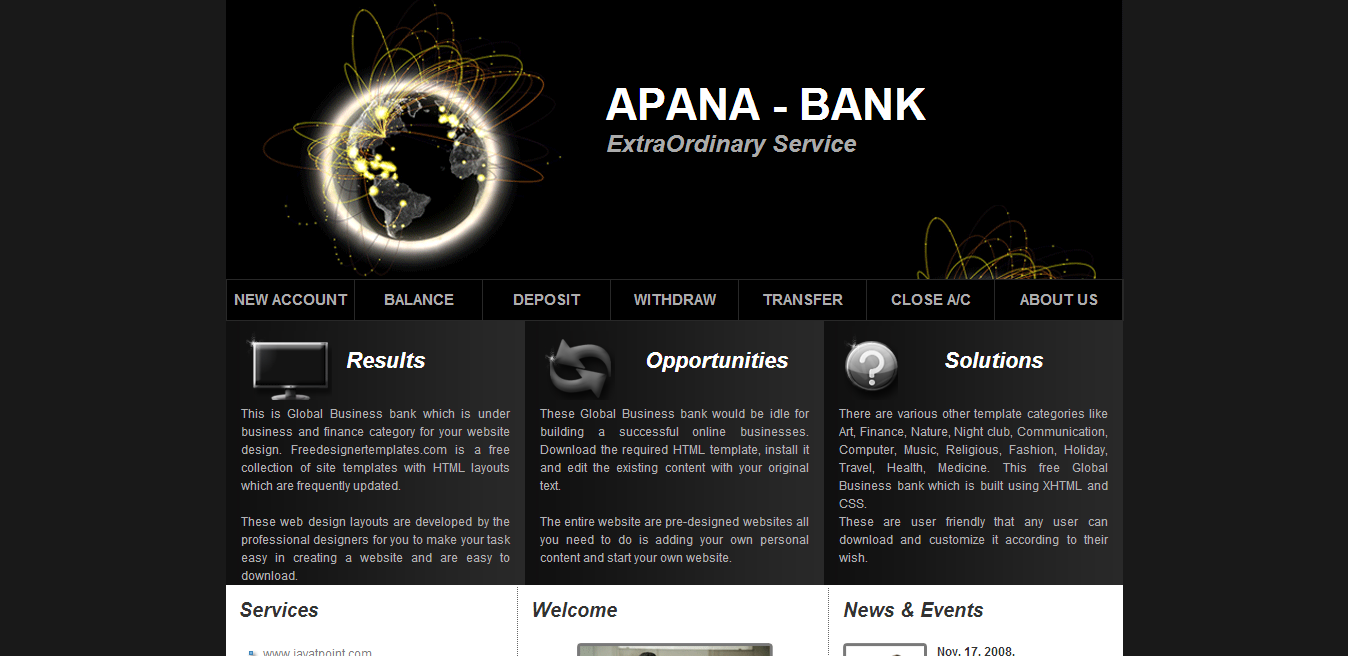 APANA - BANK
ExtraOrdinary Service
NEW ACCOUNT
BALANCE
DEPOSIT
WITHDRAW
TRANSFER
CLOSE A/C
ABOUT US
Results
This is Global Business bank which is under
business and finance category for your website
design. Freedesignertemplates.com is a free
collection of site templates with HTML layouts
which are frequently updated.
These web design layouts are developed by the
professional designers for you to make your task
easy in creating a website and are easy to
download.
Opportunities
These Global Business bank would be idle for
building a successful online businesses.
Download the required HTML template, install it
and edit the existing content with your original
text.
The entire website are pre-designed websites all
you need to do is adding your own personal
content and start your own website.
Solutions
There are various other template categories like
Art, Finance, Nature, Night club, Communication,
Computer, Music, Religious, Fashion, Holiday,
Travel, Health, Medicine. This free Global
Business bank which is built using XHTML and
CSS.
These are user friendly that any user can
download and customize it according to their
wish.
Services
www.javatpoint.com
Welcome
News & Events
Nov. 17, 2008.